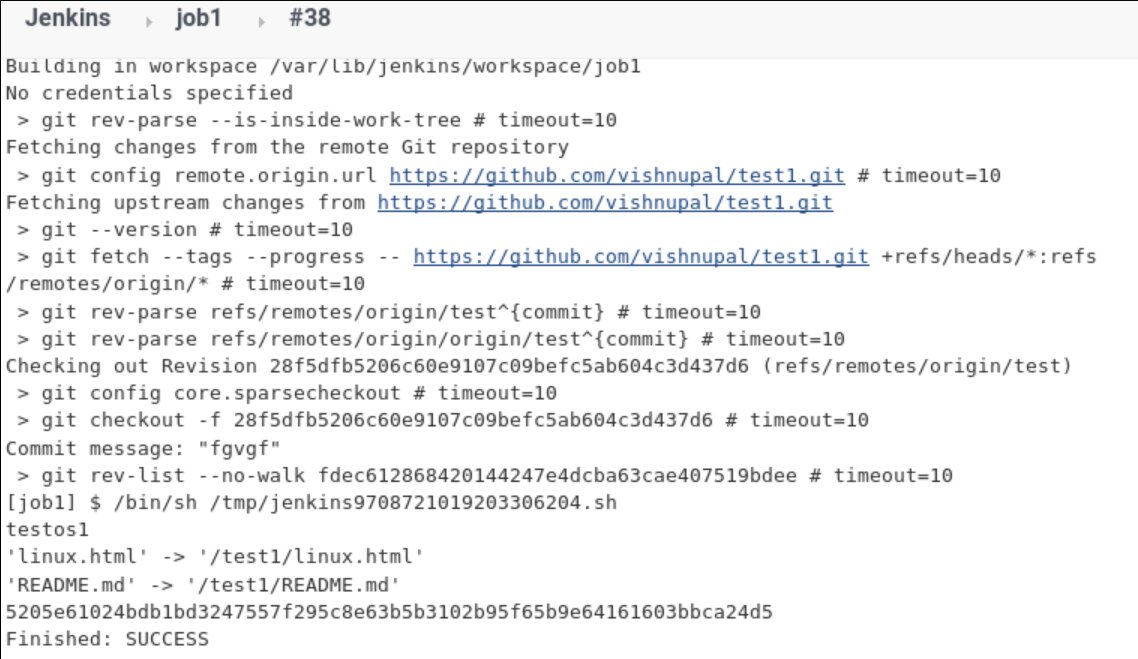 Jenkins ▸ job1 ▸ #38
Building in workspace /var/lib/jenkins/workspace/job1
No credentials specified
 > git rev-parse --is-inside-work-tree # timeout=10
Fetching changes from the remote Git repository
 > git config remote.origin.url https://github.com/vishnupal/test1.git # timeout=10
Fetching upstream changes from https://github.com/vishnupal/test1.git
 > git --version # timeout=10
 > git fetch --tags --progress -- https://github.com/vishnupal/test1.git +refs/heads/*:refs
/remotes/origin/* # timeout=10
 > git rev-parse refs/remotes/origin/test^{commit} # timeout=10
 > git rev-parse refs/remotes/origin/origin/test^{commit} # timeout=10
Checking out Revision 28f5dfb5206c60e9107c09befc5ab604c3d437d6 (refs/remotes/origin/test)
 > git config core.sparsecheckout # timeout=10
 > git checkout -f 28f5dfb5206c60e9107c09befc5ab604c3d437d6 # timeout=10
Commit message: "fgvgf"
 > git rev-list --no-walk fdec612868420144247e4dcba63cae407519bdee # timeout=10
[job1] $ /bin/sh /tmp/jenkins9708721019203306204.sh
testos1
'linux.html' -> '/test1/linux.html'
'README.md' -> '/test1/README.md'
5205e61024bdb1bd3247557f295c8e63b5b3102b95f65b9e64161603bbca24d5
Finished: SUCCESS